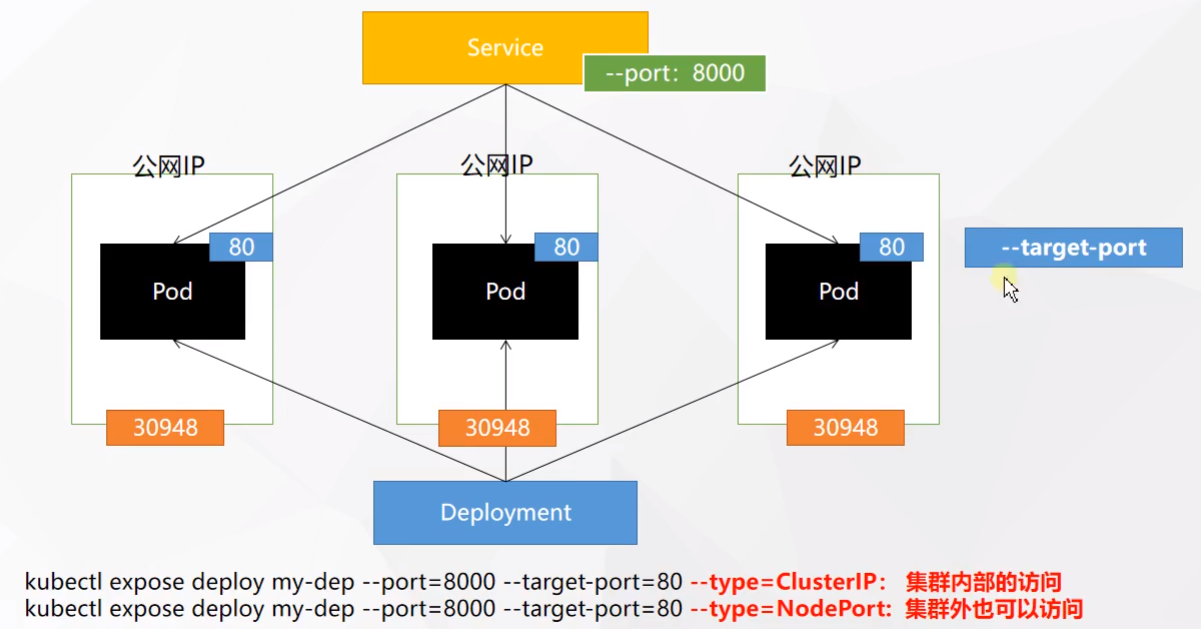 Service
--port：8000
公网IP
公网IP
公网IP
80
80
80
--target-port
Pod
Pod
Pod
30948
30948
30948
Deployment
kubectl expose deploy my-dep --port=8000 --target-port=80 --type=ClusterIP： 集群内部的访问
kubectl expose deploy my-dep --port=8000 --target-port=80 --type=NodePort: 集群外也可以访问